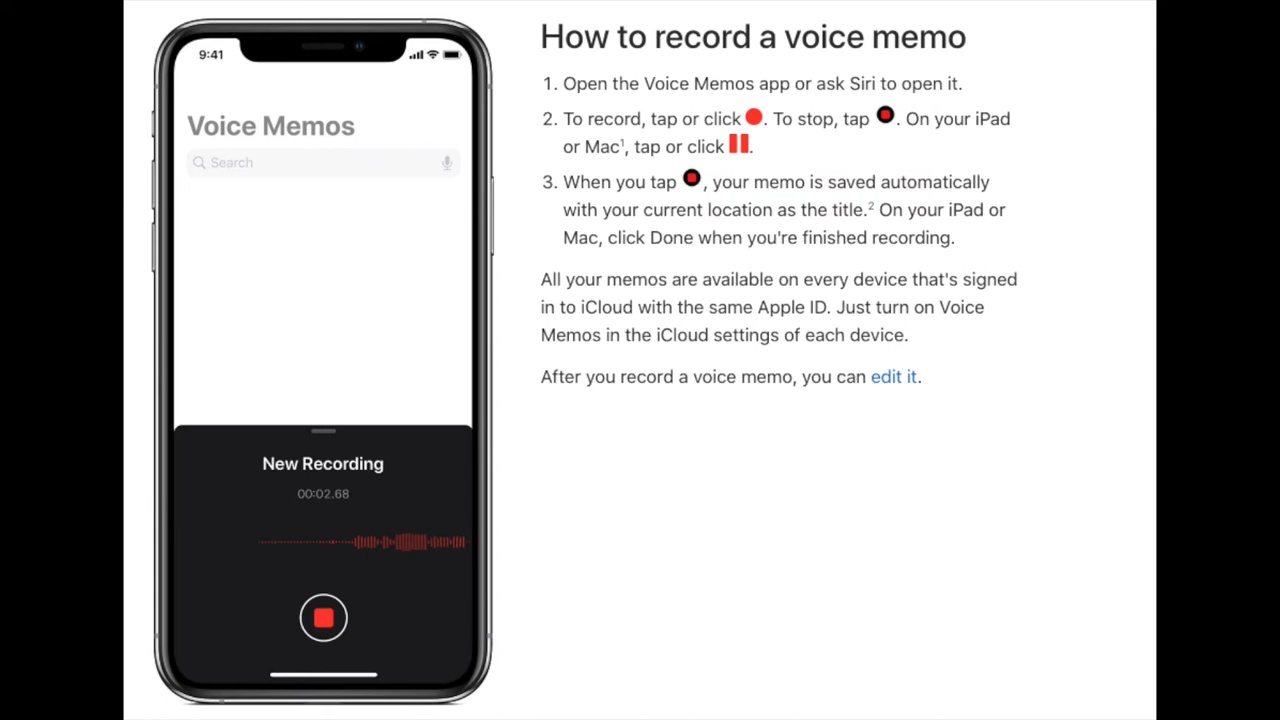 9:41
Voice Memos
Search
New Recording
00:02.68
How to record a voice memo
1. Open the Voice Memos app or ask Siri to open it.
2. To record, tap or click . To stop, tap . On your iPad
or Mac¹, tap or click .
3. When you tap , your memo is saved automatically
with your current location as the title.² On your iPad or
Mac, click Done when you're finished recording.
All your memos are available on every device that's signed
in to iCloud with the same Apple ID. Just turn on Voice
Memos in the iCloud settings of each device.
After you record a voice memo, you can edit it.